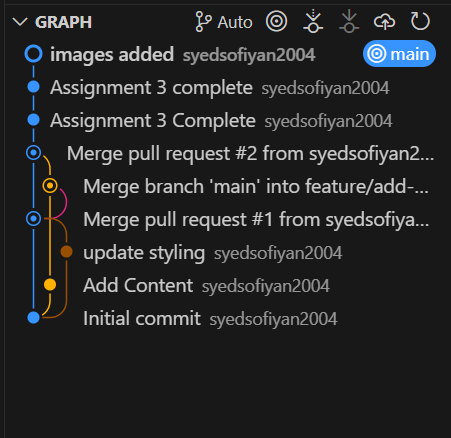 GRAPH Auto
images added syedsofiyan2004 main
Assignment 3 complete syedsofiyan2004
Assignment 3 Complete syedsofiyan2004
Merge pull request #2 from syedsofiyan2...
Merge branch 'main' into feature/add-...
Merge pull request #1 from syedsofiya...
update styling syedsofiyan2004
Add Content syedsofiyan2004
Initial commit syedsofiyan2004